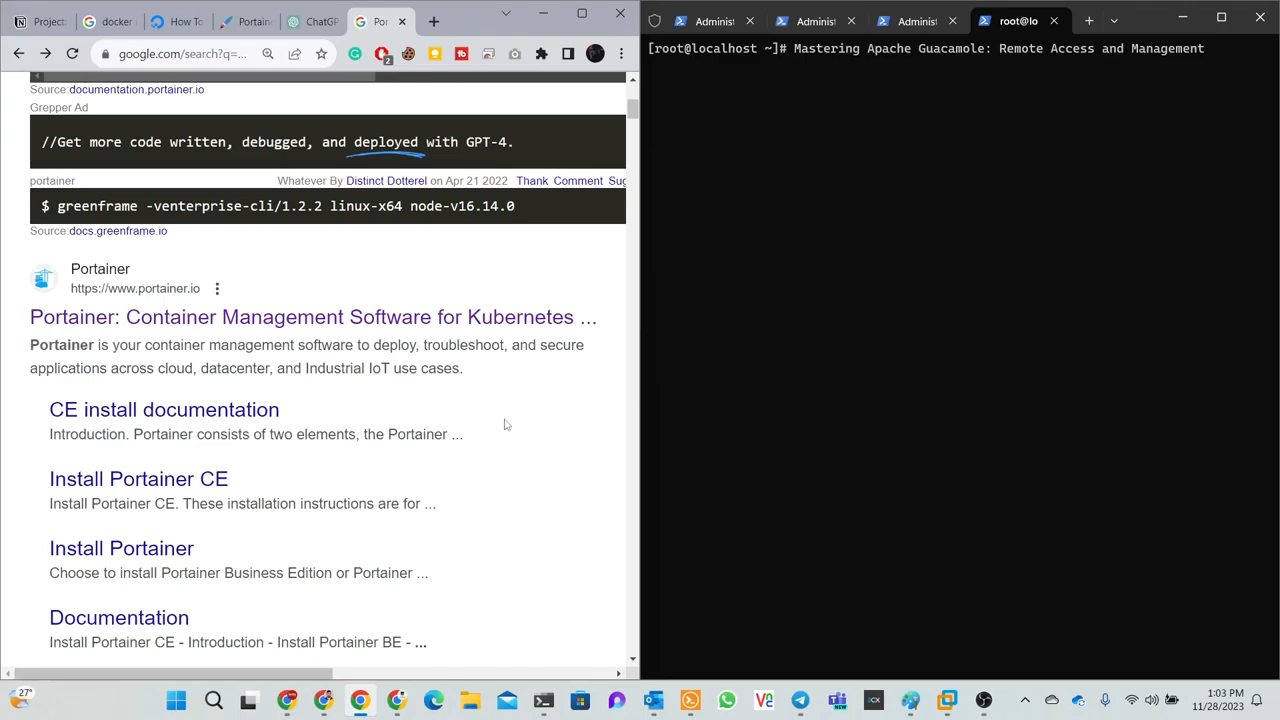 Project
docker
How To
Portain
ChatGP
Por
google.com/search?q=...
2
Source:documentation.portainer.io
Grepper Ad
//Get more code written, debugged, and deployed with GPT-4.
portainer
Whatever By Distinct Dotterel on Apr 21 2022 Thank Comment Sug
$ greenframe -venterprise-cli/1.2.2 linux-x64 node-v16.14.0
Source:docs.greenframe.io
Portainer
https://www.portainer.io
Portainer: Container Management Software for Kubernetes ...
Portainer is your container management software to deploy, troubleshoot, and secure
applications across cloud, datacenter, and Industrial IoT use cases.
CE install documentation
Introduction. Portainer consists of two elements, the Portainer ...
Install Portainer CE
Install Portainer CE. These installation instructions are for ...
Install Portainer
Choose to install Portainer Business Edition or Portainer ...
Documentation
Install Portainer CE - Introduction - Install Portainer BE - ...
Administ
Administ
Administ
root@lo
[root@localhost ~]# Mastering Apache Guacamole: Remote Access and Management
27°
1:03 PM
11/28/2023